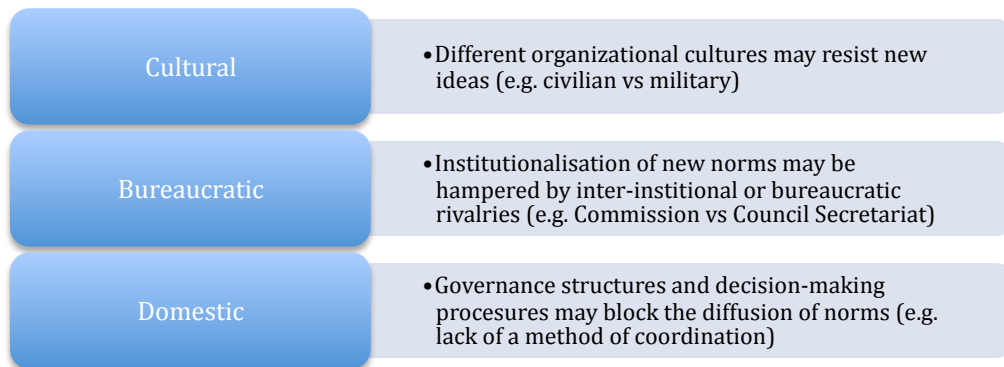 Cultural
•Different organizational cultures may resist new
ideas (e.g. civilian vs military)
Bureaucratic
•Institutionalisation of new norms may be
hampered by inter-institional or bureaucratic
rivalries (e.g. Commission vs Council Secretariat)
Domestic
•Governance structures and decision-making
procesures may block the diffusion of norms (e.g.
lack of a method of coordination)